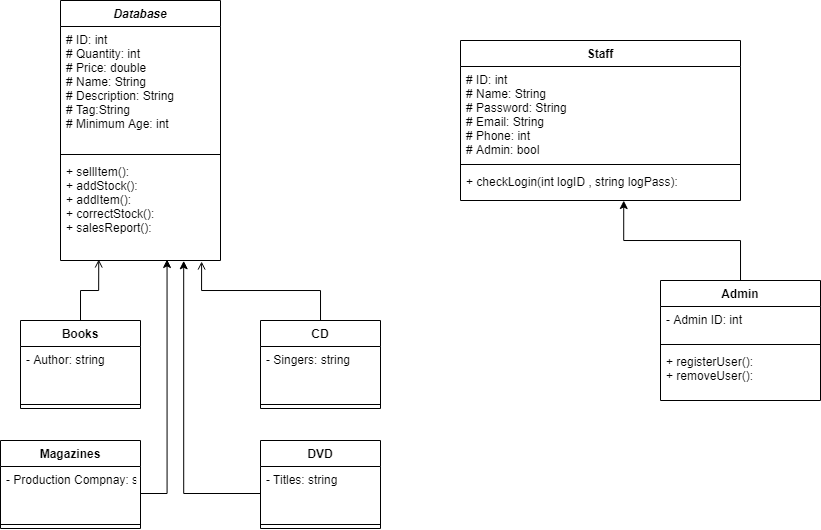 Database
# ID: int
# Quantity: int
# Price: double
# Name: String
# Description: String
# Tag:String
# Minimum Age: int
+ sellItem():
+ addStock():
+ addItem():
+ correctStock():
+ salesReport():
Staff
# ID: int
# Name: String
# Password: String
# Email: String
# Phone: int
# Admin: bool
+ checkLogin(int logID , string logPass):
Books
- Author: string
CD
- Singers: string
Admin
- Admin ID: int
+ registerUser():
+ removeUser():
Magazines
- Production Compnay: s
DVD
- Titles: string